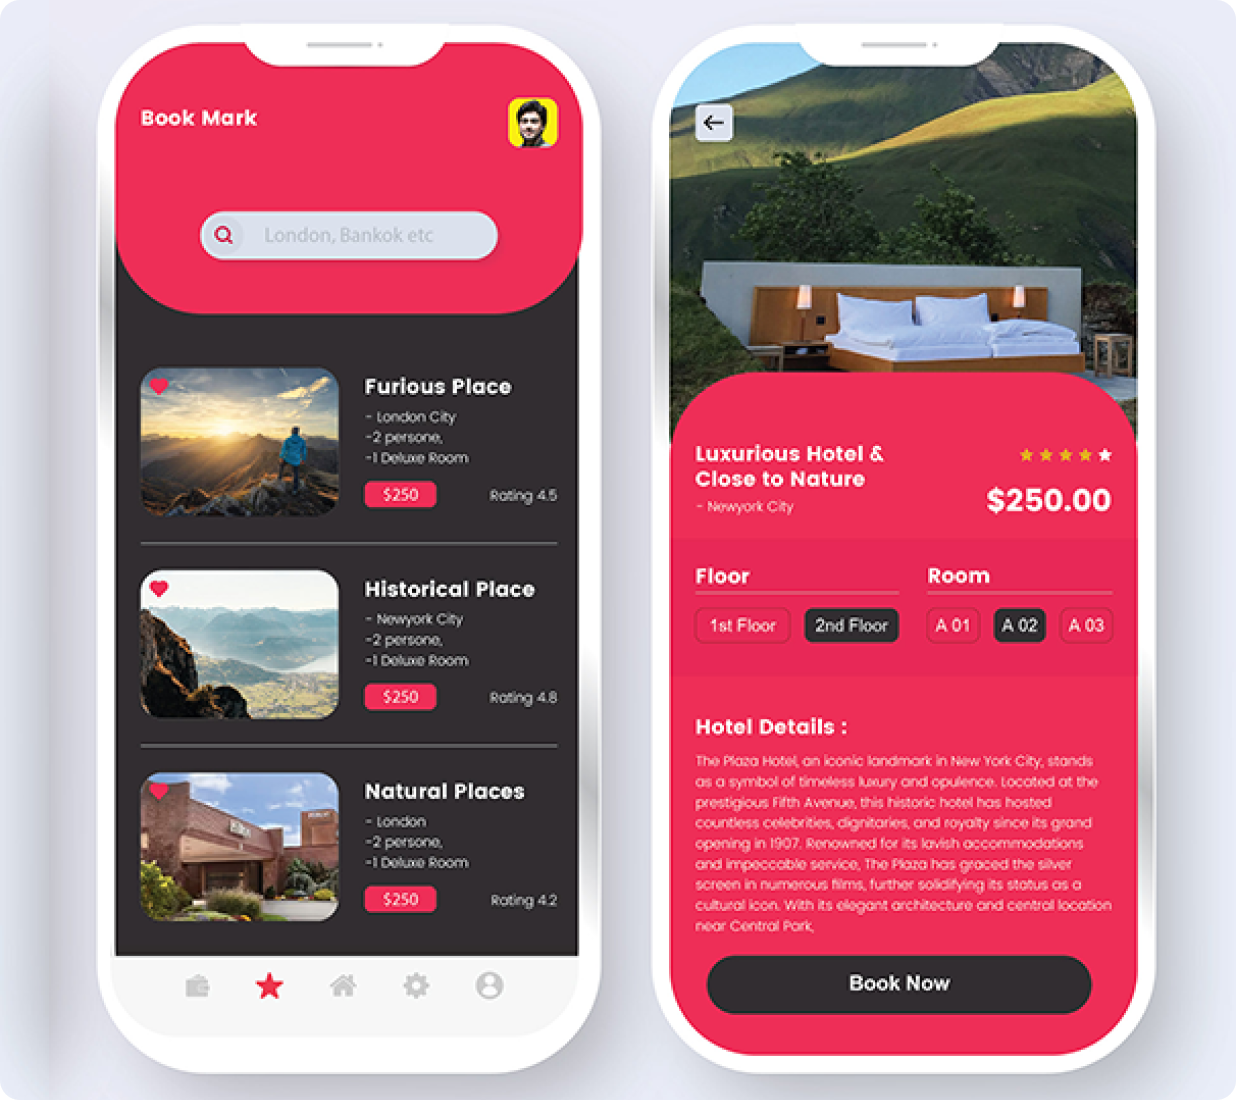 Book Mark
London, Bankok etc
Furious Place
- London City
-2 persone,
-1 Deluxe Room
$250
Rating 4.5
Historical Place
- Newyork City
-2 persone,
-1 Deluxe Room
$250
Rating 4.8
Natural Places
- London
-2 persone,
-1 Deluxe Room
$250
Rating 4.2
Luxurious Hotel &
Close to Nature
- Newyork City
$250.00
Floor
Room
1st Floor
2nd Floor
A 01
A 02
A 03
Hotel Details :
The Plaza Hotel, an iconic landmark in New York City, stands
as a symbol of timeless luxury and opulence. Located at the
prestigious Fifth Avenue, this historic hotel has hosted
countless celebrities, dignitaries, and royalty since its grand
opening in 1907. Renowned for its lavish accommodations
and impeccable service, The Plaza has graced the silver
screen in numerous films, further solidifying its status as a
cultural icon. With its elegant architecture and central location
near Central Park,
Book Now